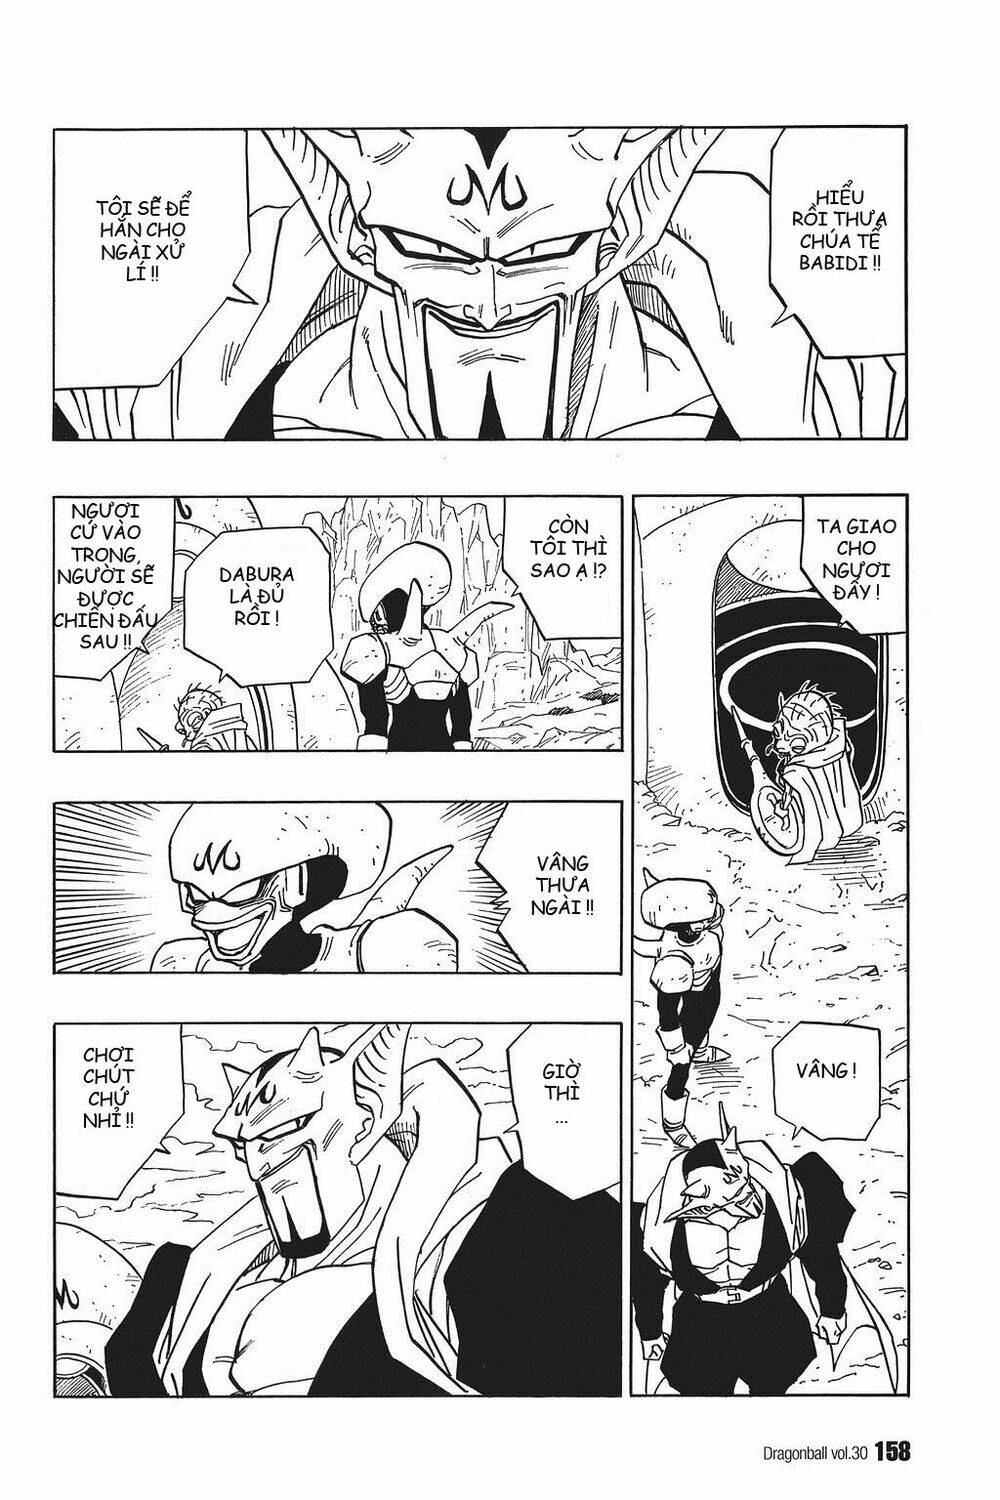 HIỂU
RỒI THƯA
CHÚA TỂ
BABIDI !!
TÔI SẼ ĐỂ
HẮN CHO
NGÀI XỬ
LÍ !!
TA GIAO
CHO
NGƯƠI
ĐẤY !
VÂNG !
CÒN
TÔI THÌ
SAO Ạ !?
DABURA
LÀ ĐỦ
RỒI !
NGƯƠI
CỨ VÀO
TRONG,
NGƯỜI SẼ
ĐƯỢC
CHIẾN ĐẤU
SAU !!
VÂNG
THƯA
NGÀI !!
GIỜ
THÌ
...
CHƠI
CHÚT
CHỨ
NHỈ !!
Dragonball vol.30 158